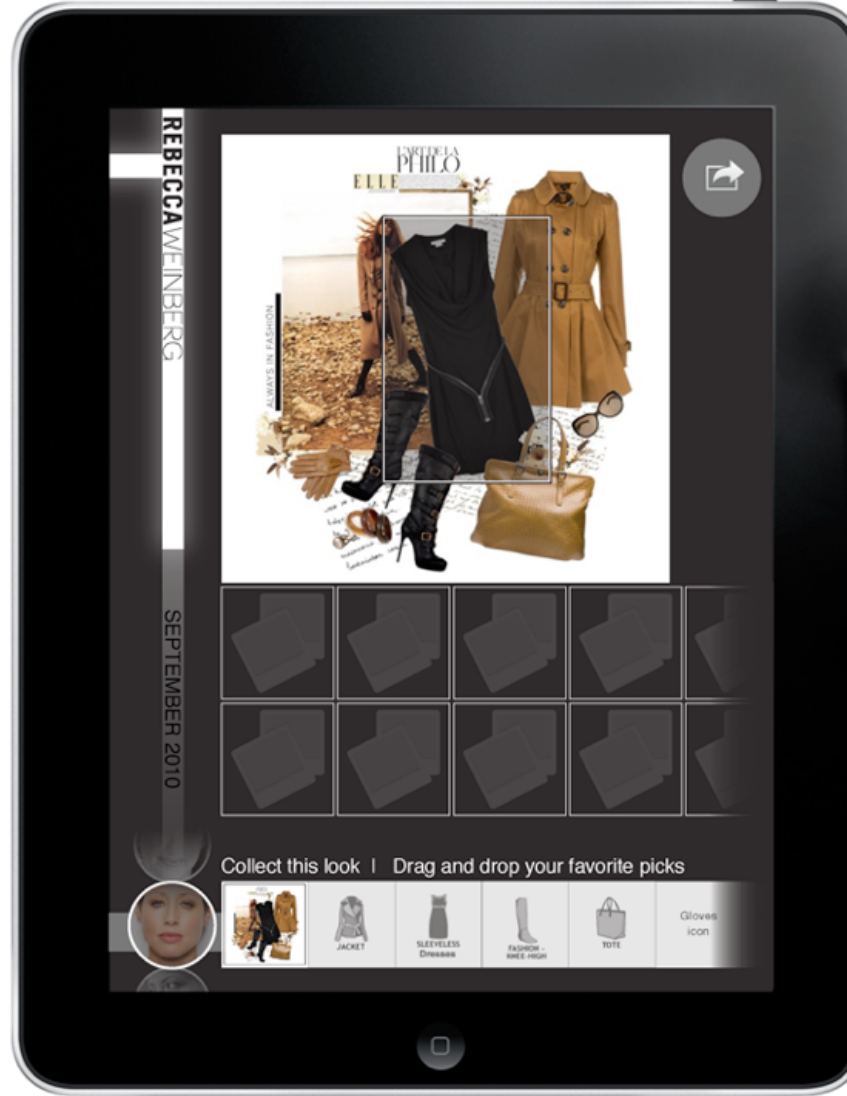 REBECCAWEINBERG
SEPTEMBER 2010
L'ART DE LA
PHILO
ELLE
ALWAYS IN FASHION
Collect this look | Drag and drop your favorite picks
JACKET
SLEEVELESS
Dresses
FASHION -
KNEE-HIGH
TOTE
Gloves
icon